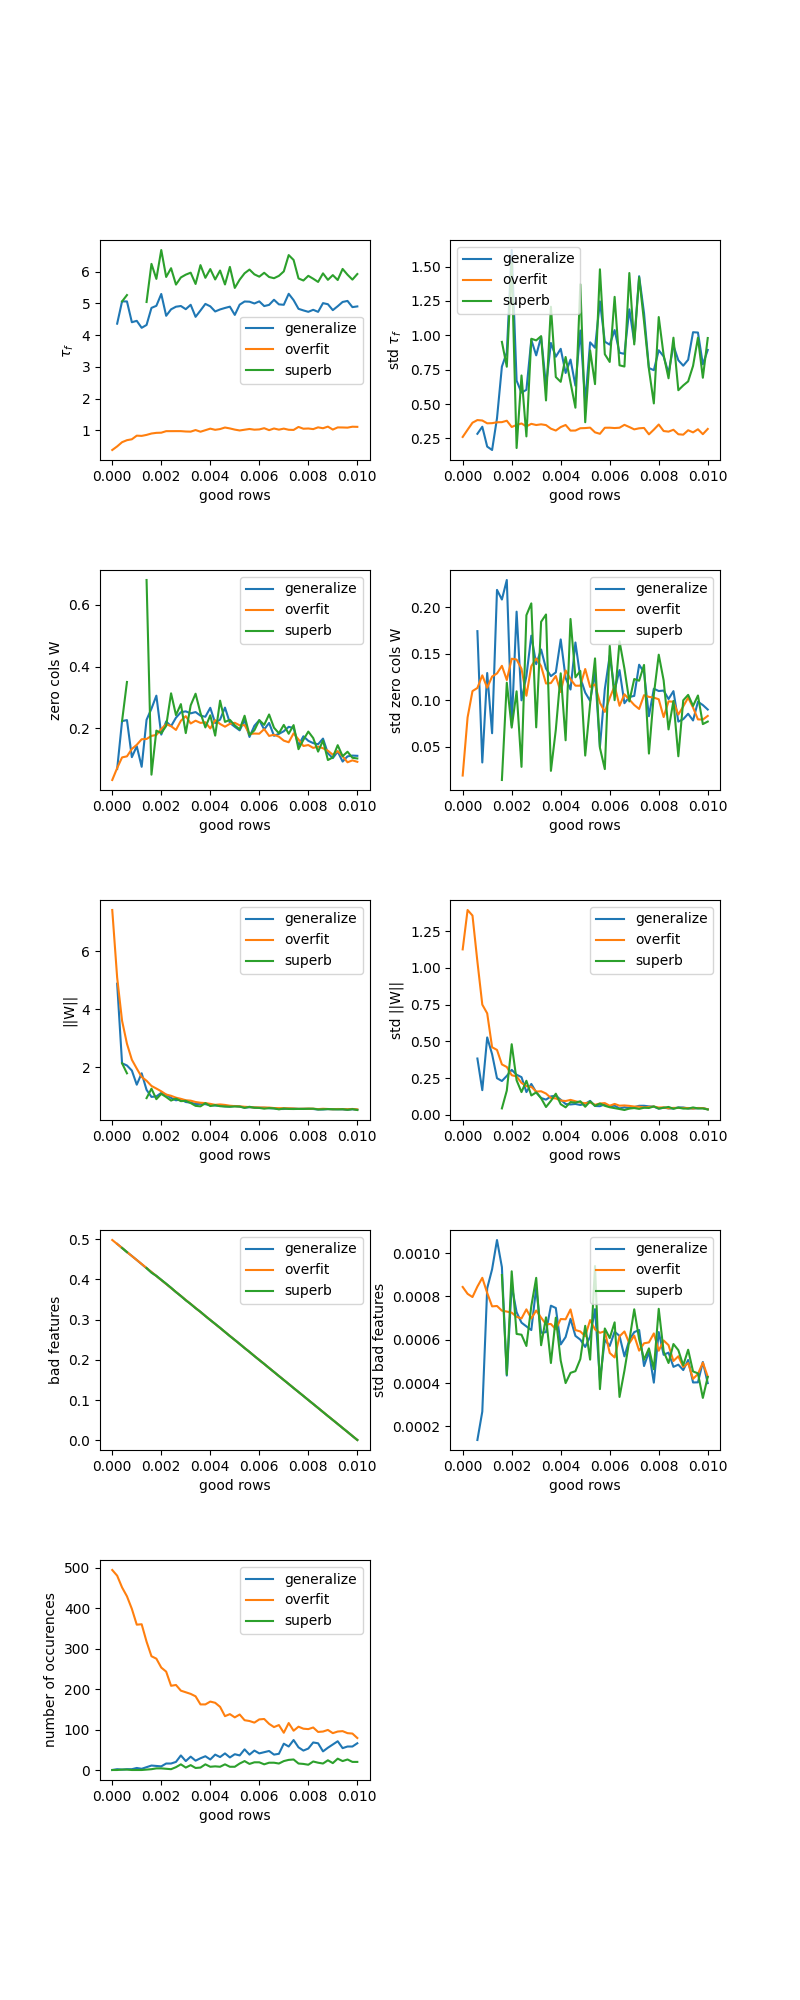 6
5
4
3
2
1
τf
0.000 0.002 0.004 0.006 0.008 0.010
good rows
generalize
overfit
superb
1.50
1.25
1.00
0.75
0.50
0.25
std τf
0.000 0.002 0.004 0.006 0.008 0.010
good rows
generalize
overfit
superb
0.6
0.4
0.2
zero cols W
0.000 0.002 0.004 0.006 0.008 0.010
good rows
generalize
overfit
superb
0.20
0.15
0.10
0.05
std zero cols W
0.000 0.002 0.004 0.006 0.008 0.010
good rows
generalize
overfit
superb
6
4
2
||W||
0.000 0.002 0.004 0.006 0.008 0.010
good rows
generalize
overfit
superb
1.25
1.00
0.75
0.50
0.25
0.00
std ||W||
0.000 0.002 0.004 0.006 0.008 0.010
good rows
generalize
overfit
superb
0.5
0.4
0.3
0.2
0.1
0.0
bad features
0.000 0.002 0.004 0.006 0.008 0.010
good rows
generalize
overfit
superb
0.0010
0.0008
0.0006
0.0004
0.0002
std bad features
0.000 0.002 0.004 0.006 0.008 0.010
good rows
generalize
overfit
superb
500
400
300
200
100
0
number of occurences
0.000 0.002 0.004 0.006 0.008 0.010
good rows
generalize
overfit
superb